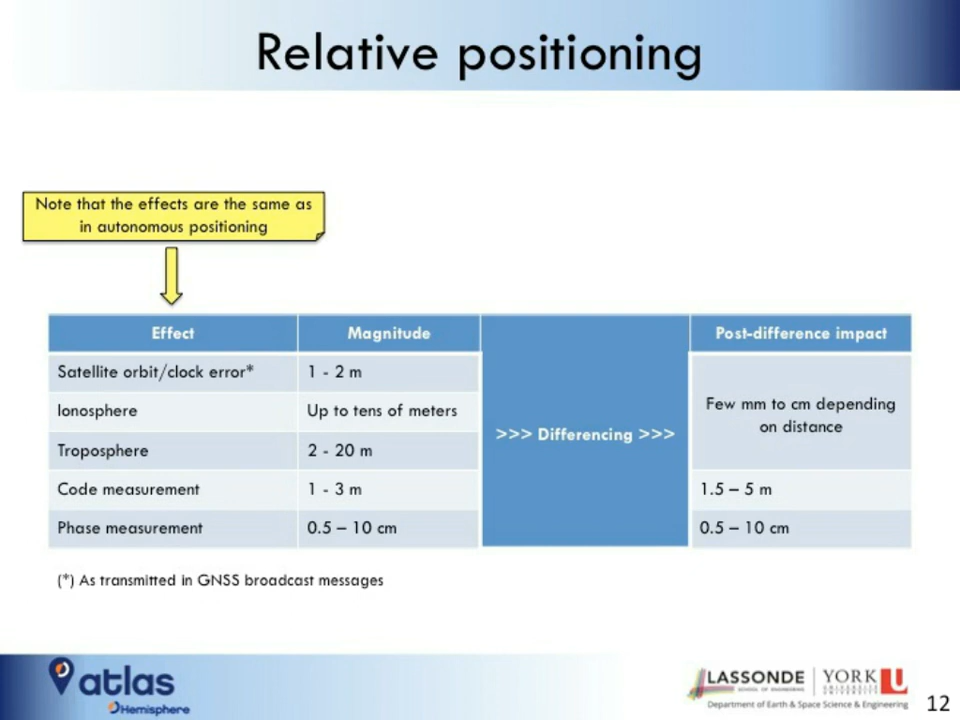 Relative positioning
Note that the effects are the same as
in autonomous positioning
Effect
Magnitude
Post-difference impact
Satellite orbit/clock error*
1 - 2 m
Ionosphere
Up to tens of meters
Few mm to cm depending
on distance
>>> Differencing >>>
Troposphere
2 - 20 m
Code measurement
1 - 3 m
1.5 – 5 m
Phase measurement
0.5 – 10 cm
0.5 – 10 cm
(*) As transmitted in GNSS broadcast messages
atlas
Hemisphere
LASSONDE
SCHOOL OF ENGINEERING
YORK U
UNIVERSITÉ
UNIVERSITY
Department of Earth & Space Science & Engineering
12